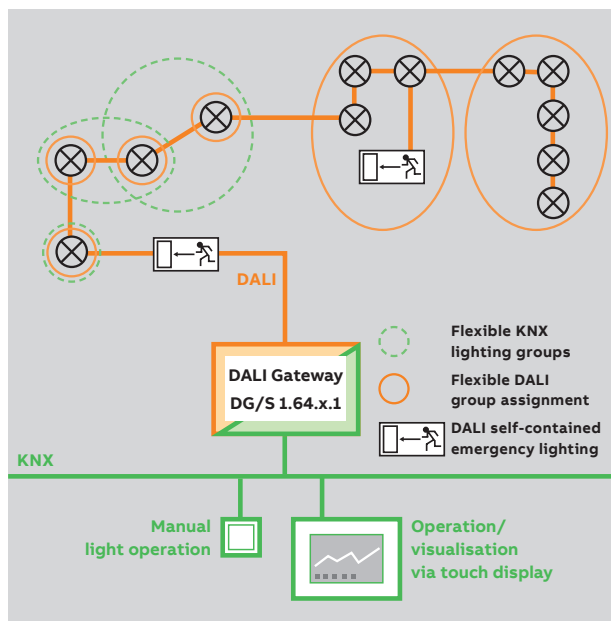 DALI
DALI Gateway
DG/S 1.64.x.1
Flexible KNX
lighting groups
Flexible DALI
group assignment
DALI self-contained
emergency lighting
KNX
Manual
light operation
Operation/
visualisation
via touch display